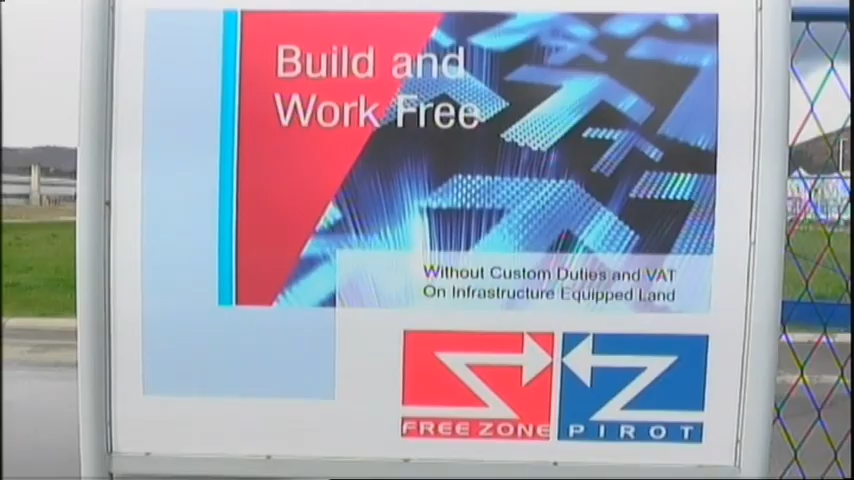 Build and
Work Free
Without Custom Duties and VAT
On Infrastructure Equipped Land
FREE ZONE PIROT